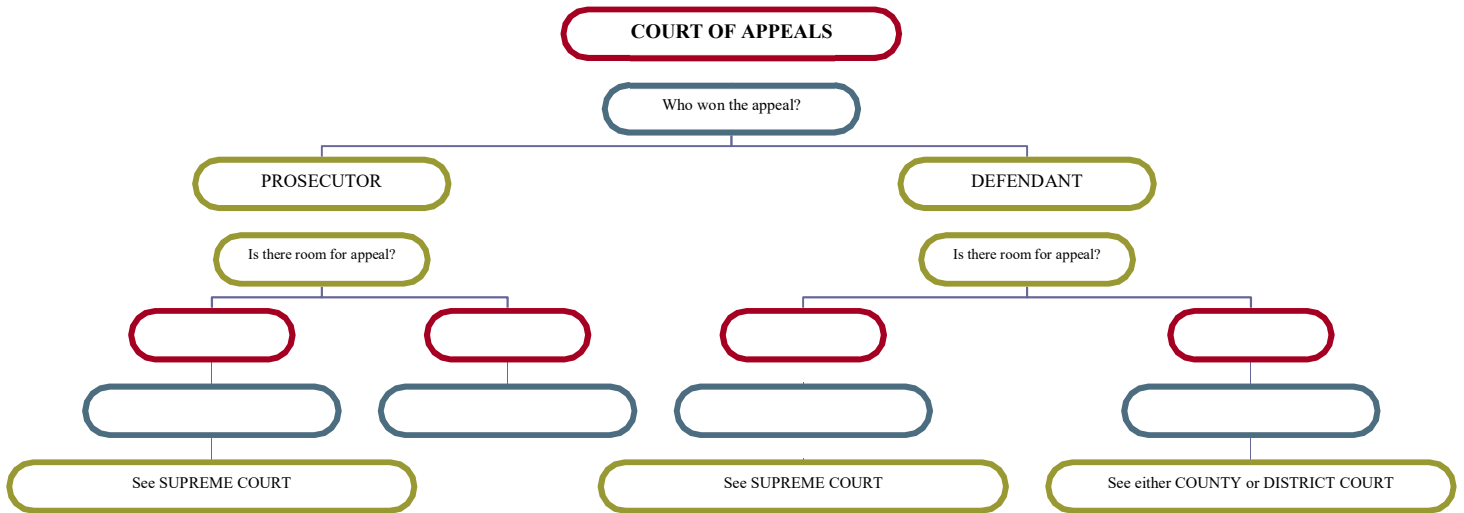 COURT OF APPEALS
Who won the appeal?
PROSECUTOR
DEFENDANT
Is there room for appeal?
Is there room for appeal?
See SUPREME COURT
See SUPREME COURT
See either COUNTY or DISTRICT COURT